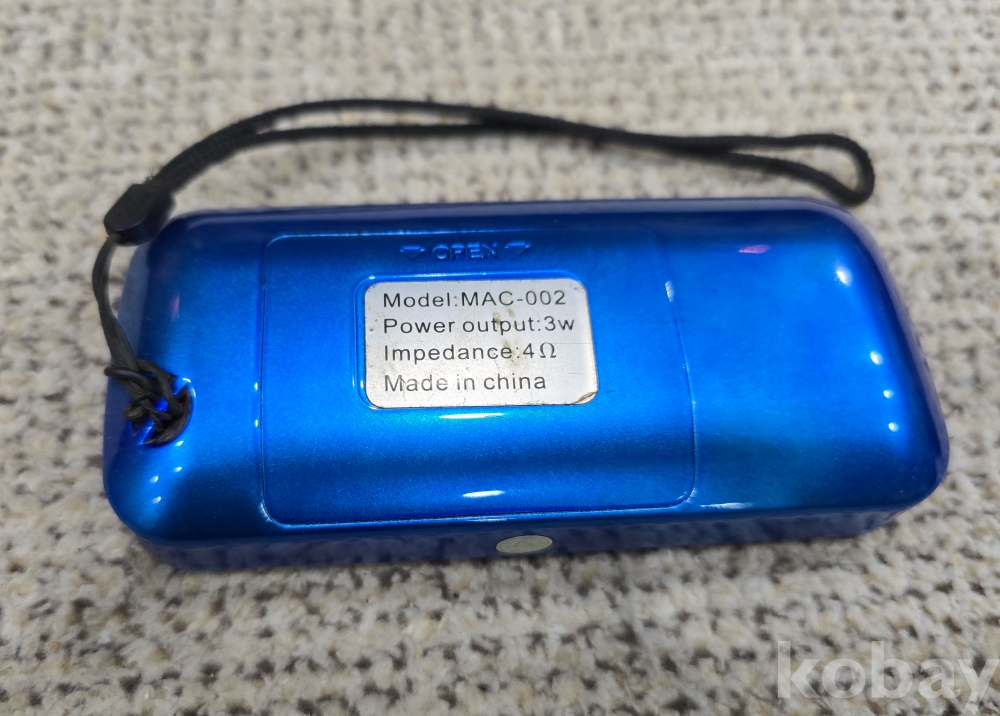 OPEN
Model:MAC-002
Power output:3w
Impedance:4Ω
Made in china
kobay